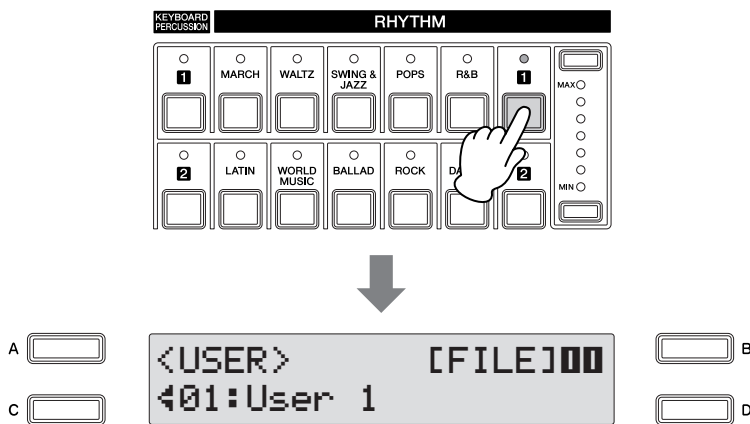 KEYBOARD
PERCUSSION
RHYTHM
1
MARCH
WALTZ
SWING &
JAZZ
POPS
R&B
1
MAX
2
LATIN
WORLD
MUSIC
BALLAD
ROCK
2
MIN
A
<USER> [FILE]
B
C
01:User 1
D